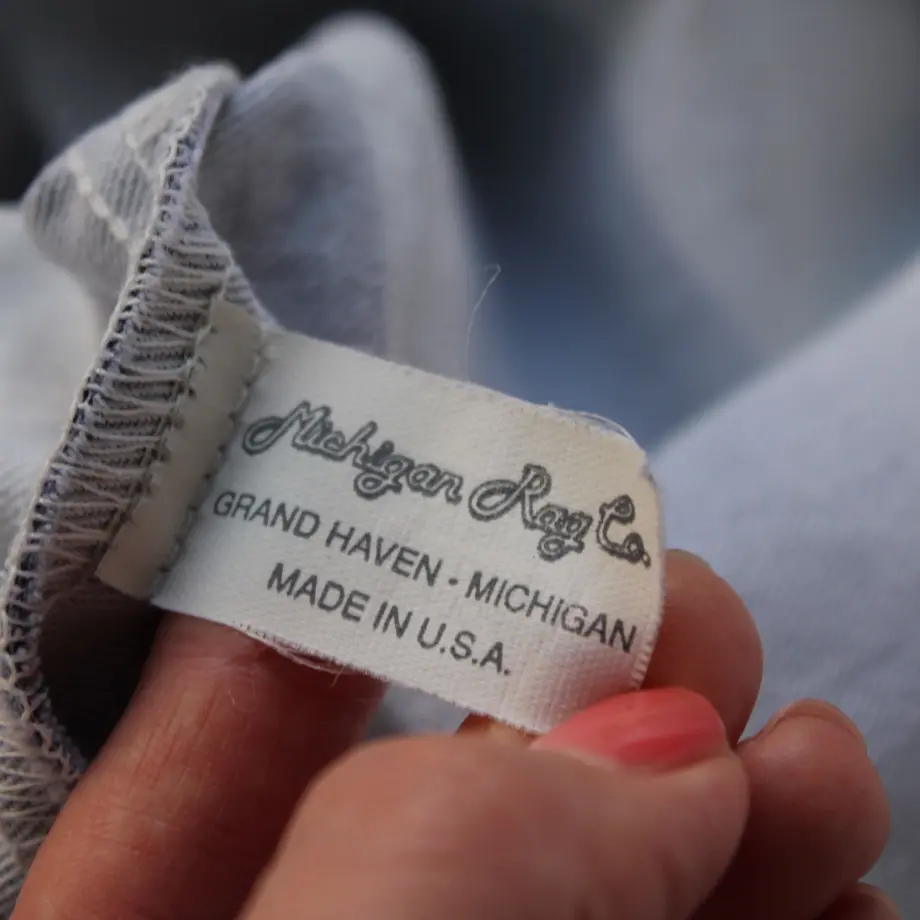 Michigan Rag Co.
GRAND HAVEN · MICHIGAN
MADE IN U.S.A.